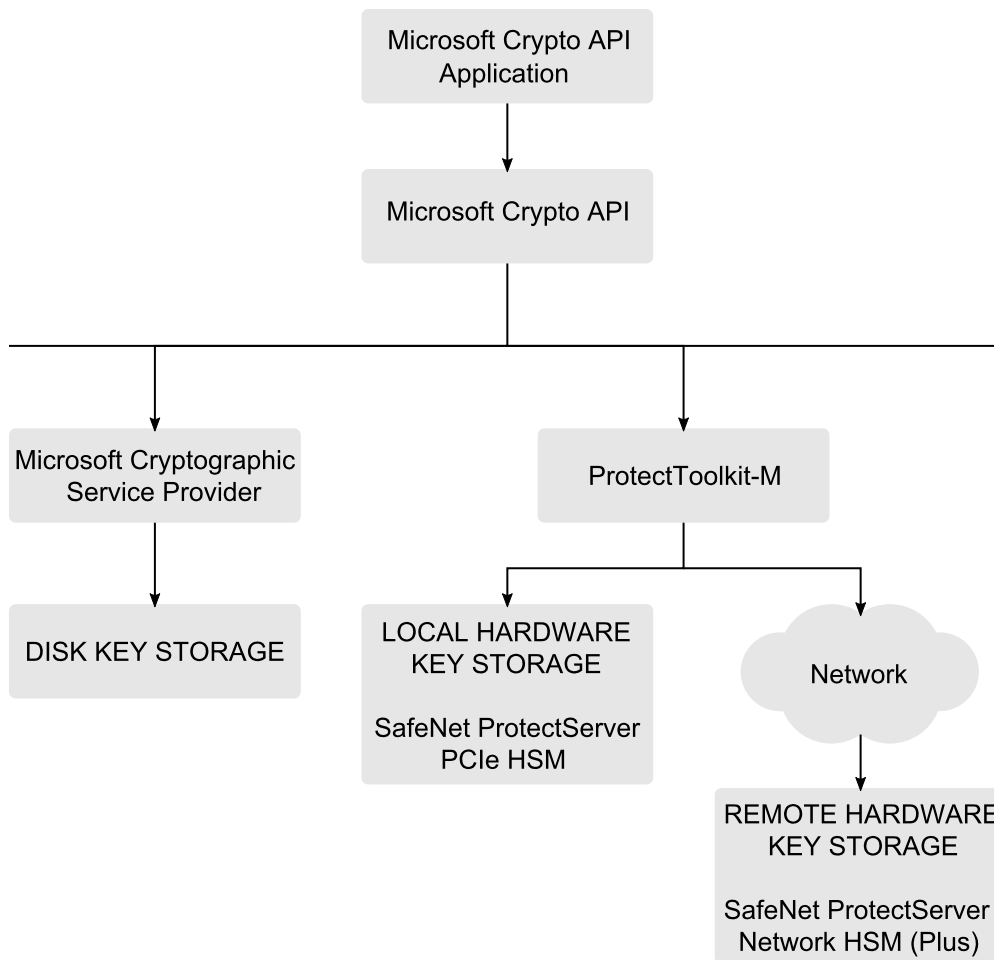 Microsoft Crypto API
Application
Microsoft Crypto API
Microsoft Cryptographic
Service Provider
ProtectToolkit-M
DISK KEY STORAGE
LOCAL HARDWARE
KEY STORAGE
SafeNet ProtectServer
PCIe HSM
Network
REMOTE HARDWARE
KEY STORAGE
SafeNet ProtectServer
Network HSM (Plus)